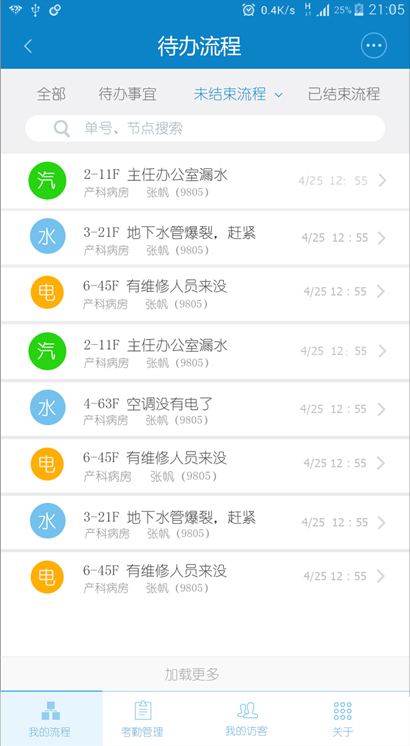 0.4K/s H 25% 21:05
待办流程
全部 待办事宜 未结束流程 已结束流程
单号、节点搜索
汽 2-11F 主任办公室漏水 4/25 12: 55
产科病房 张帆 (9805)
水 3-21F 地下水管爆裂，赶紧 4/25 12：55
产科病房 张帆 (9805)
电 6-45F 有维修人员来没 4/25 12：55
产科病房 张帆 (9805)
汽 2-11F 主任办公室漏水 4/25 12：55
产科病房 张帆 (9805)
水 4-63F 空调没有电了 4/25 12：55
产科病房 张帆 (9805)
电 6-45F 有维修人员来没 4/25 12：55
产科病房 张帆 (9805)
水 3-21F 地下水管爆裂，赶紧 4/25 12：55
产科病房 张帆 (9805)
电 6-45F 有维修人员来没 4/25 12：55
产科病房 张帆 (9805)
加载更多
我的流程 考勤管理 我的访客 关于